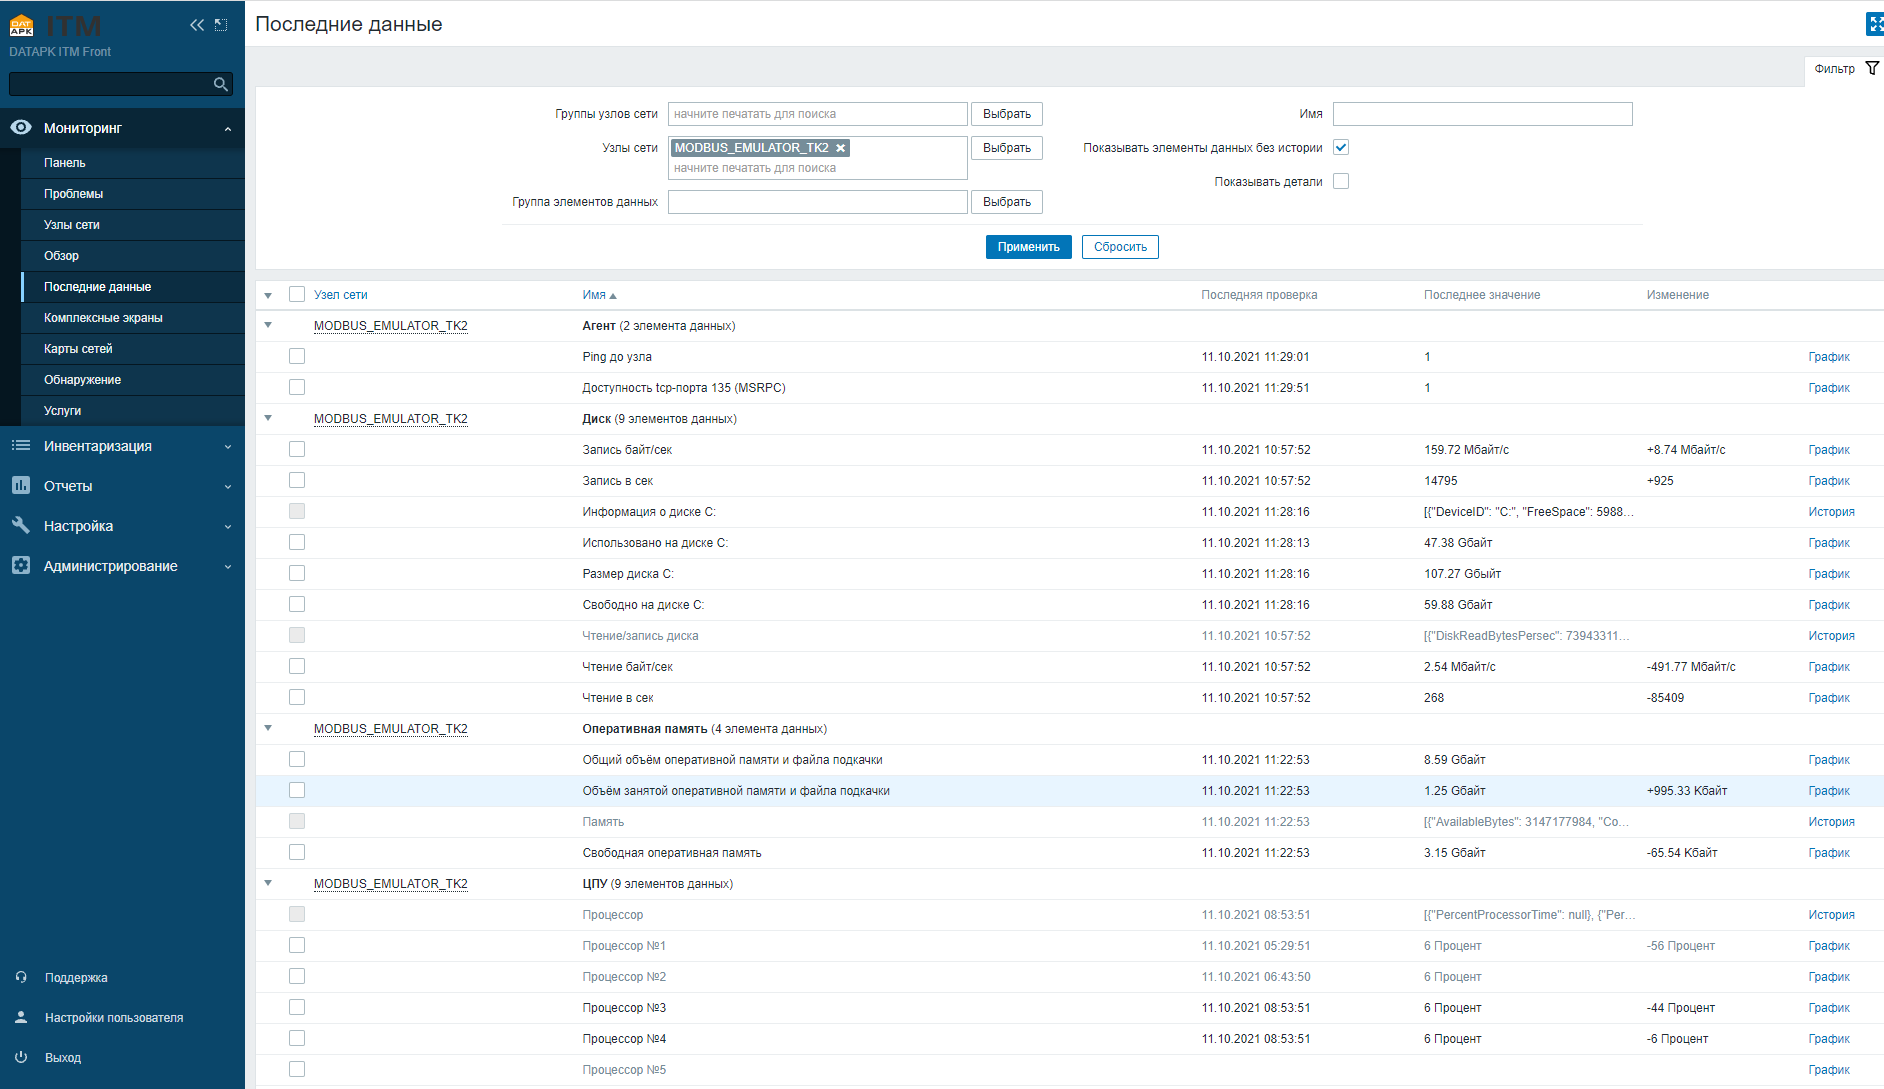 DAT APK ITM
DATAPK ITM Front
Мониторинг
Панель
Проблемы
Узлы сети
Обзор
Последние данные
Комплексные экраны
Карты сетей
Обнаружение
Услуги
Инвентаризация
Отчеты
Настройка
Администрирование
Поддержка
Настройки пользователя
Выход
Последние данные
Фильтр
Группы узлов сети начните печатать для поиска Выбрать
Узлы сети MODBUS_EMULATOR_TK2 Выбрать
начните печатать для поиска
Группа элементов данных Выбрать
Имя
Показывать элементы данных без истории
Показывать детали
Применить Сбросить
Узел сети Имя Последняя проверка Последнее значение Изменение
MODBUS_EMULATOR_TK2 Агент (2 элемента данных)
Ping до узла 11.10.2021 11:29:01 1 График
Доступность tcp-порта 135 (MSRPC) 11.10.2021 11:29:51 1 График
MODBUS_EMULATOR_TK2 Диск (9 элементов данных)
Запись байт/сек 11.10.2021 10:57:52 159.72 Мбайт/с +8.74 Мбайт/с График
Запись в сек 11.10.2021 10:57:52 14795 +925 График
Информация о диске C: 11.10.2021 11:28:16 [{"DeviceID": "C:", "FreeSpace": 5988... История
Использовано на диске C: 11.10.2021 11:28:13 47.38 Gбайт График
Размер диска C: 11.10.2021 11:28:16 107.27 Gбыйт График
Свободно на диске C: 11.10.2021 11:28:16 59.88 Gбайт График
Чтение/запись диска 11.10.2021 10:57:52 [{"DiskReadBytesPersec": 73943311... История
Чтение байт/сек 11.10.2021 10:57:52 2.54 Мбайт/с -491.77 Мбайт/с График
Чтение в сек 11.10.2021 10:57:52 268 -85409 График
MODBUS_EMULATOR_TK2 Оперативная память (4 элемента данных)
Общий объём оперативной памяти и файла подкачки 11.10.2021 11:22:53 8.59 Gбайт График
Объём занятой оперативной памяти и файла подкачки 11.10.2021 11:22:53 1.25 Gбайт +995.33 Kбайт График
Память 11.10.2021 11:22:53 [{"AvailableBytes": 3147177984, "Co... История
Свободная оперативная память 11.10.2021 11:22:53 3.15 Gбайт -65.54 Kбайт График
MODBUS_EMULATOR_TK2 ЦПУ (9 элементов данных)
Процессор 11.10.2021 08:53:51 [{"PercentProcessorTime": null}, {"Per... История
Процессор №1 11.10.2021 05:29:51 6 Процент -56 Процент График
Процессор №2 11.10.2021 06:43:50 6 Процент График
Процессор №3 11.10.2021 08:53:51 6 Процент -44 Процент График
Процессор №4 11.10.2021 08:53:51 6 Процент -6 Процент График
Процессор №5 График